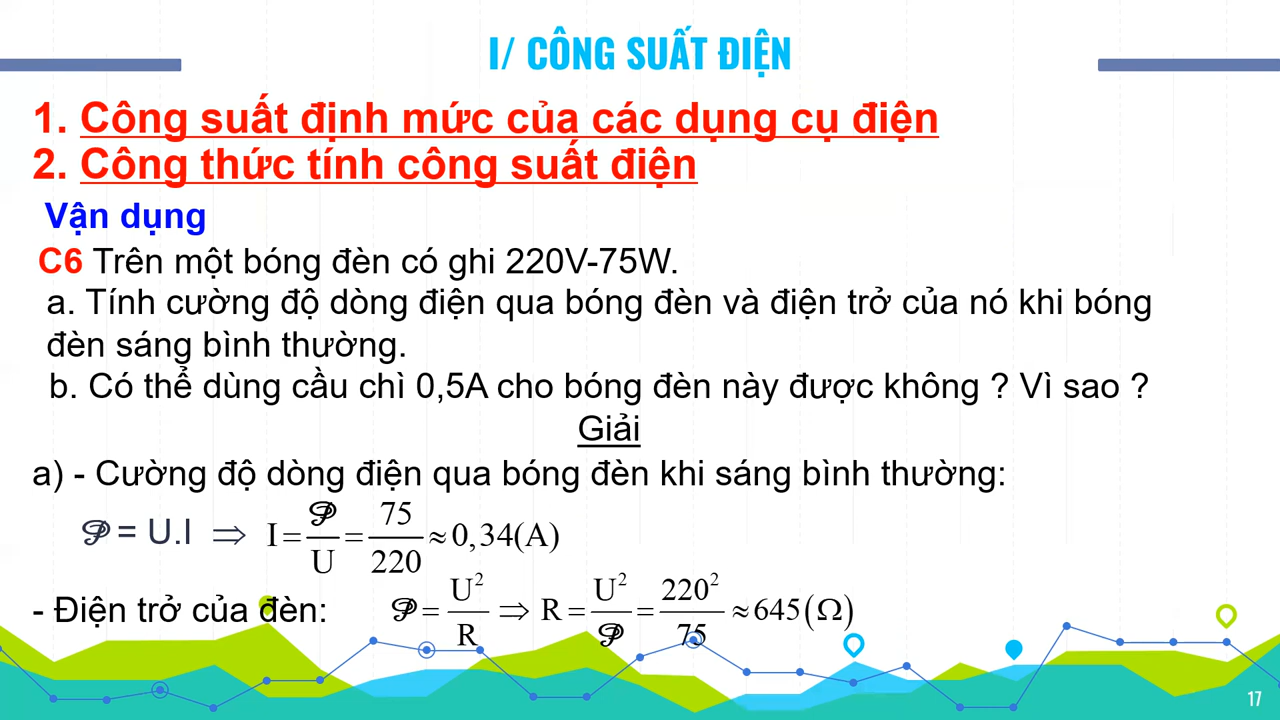 I/ CÔNG SUẤT ĐIỆN
1. Công suất định mức của các dụng cụ điện
2. Công thức tính công suất điện
Vận dụng
C6 Trên một bóng đèn có ghi 220V-75W.
a. Tính cường độ dòng điện qua bóng đèn và điện trở của nó khi bóng
đèn sáng bình thường.
b. Có thể dùng cầu chì 0,5A cho bóng đèn này được không ? Vì sao ?
Giải
a) - Cường độ dòng điện qua bóng đèn khi sáng bình thường:
𝒫 = U.I ⇒ I = 𝒫/U = 75/220 ≈ 0,34(A)
- Điện trở của đèn: 𝒫 = U²/R ⇒ R = U²/𝒫 = 220²/75 ≈ 645(Ω)
17